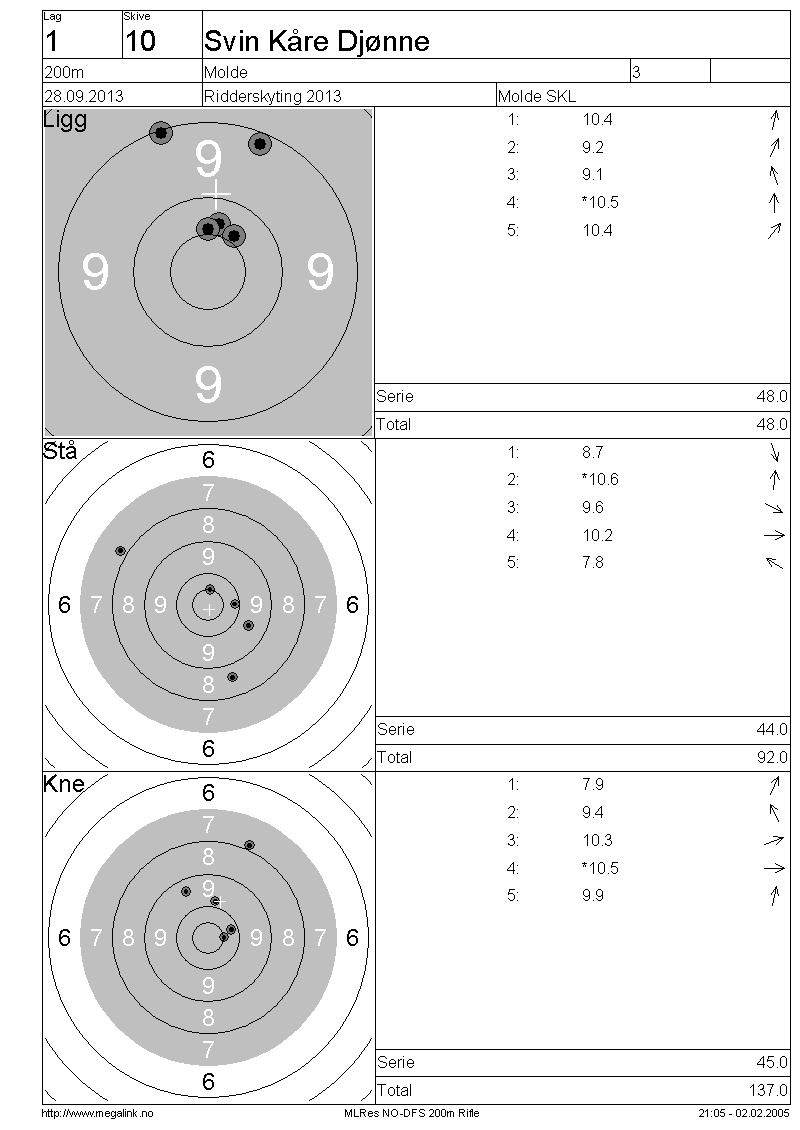 Lag Skive
1 10 Svin Kåre Djønne
200m Molde 3
28.09.2013 Ridderskyting 2013 Molde SKL
Ligg
9
9 9
9
1: 10.4
2: 9.2
3: 9.1
4: *10.5
5: 10.4
Serie 48.0
Total 48.0
Stå
6
7
8
9
6 7 8 9 9 8 7 6
9
8
7
6
1: 8.7
2: *10.6
3: 9.6
4: 10.2
5: 7.8
Serie 44.0
Total 92.0
Kne
6
7
8
9
6 7 8 9 9 8 7 6
9
8
7
6
1: 7.9
2: 9.4
3: 10.3
4: *10.5
5: 9.9
Serie 45.0
Total 137.0
http://www.megalink.no MLRes NO-DFS 200m Rifle 21:05 - 02.02.2005